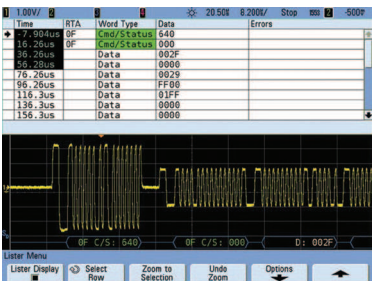 1 1.00V/ 2 3 4 20.50% 8.200%/ Stop -500
Time RTA Word Type Data Errors
-7.904us 0F Cmd/Status 640
16.26us 0F Cmd/Status 000
36.26us Data 002F
56.28us Data 0000
76.26us Data 0029
96.26us Data FF00
116.3us Data 01FF
136.3us Data 0000
156.3us Data 0000
0F C/S: 640 0F C/S: 000 D: 002F
Lister Menu
Lister Display Select Row Zoom to Selection Undo Zoom Options